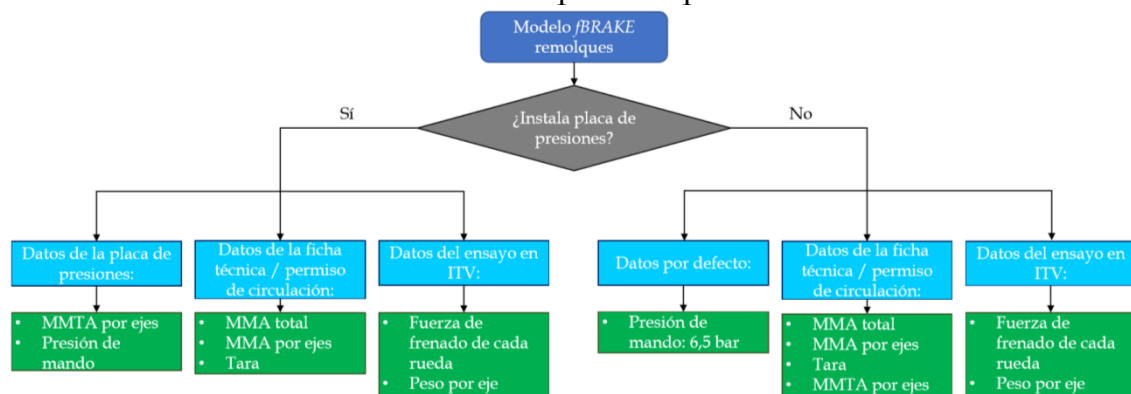 Modelo fBRAKE
remolques
¿Instala placa de
presiones?
Sí
No
Datos de la placa de
presiones:
• MMTA por ejes
• Presión de
mando
Datos de la ficha
técnica / permiso
de circulación:
• MMA total
• MMA por ejes
• Tara
Datos del ensayo en
ITV:
• Fuerza de
frenado de cada
rueda
• Peso por eje
Datos por defecto:
• Presión de
mando: 6,5 bar
Datos de la ficha
técnica / permiso
de circulación:
• MMA total
• MMA por ejes
• Tara
• MMTA por ejes
Datos del ensayo en
ITV:
• Fuerza de
frenado de cada
rueda
• Peso por eje